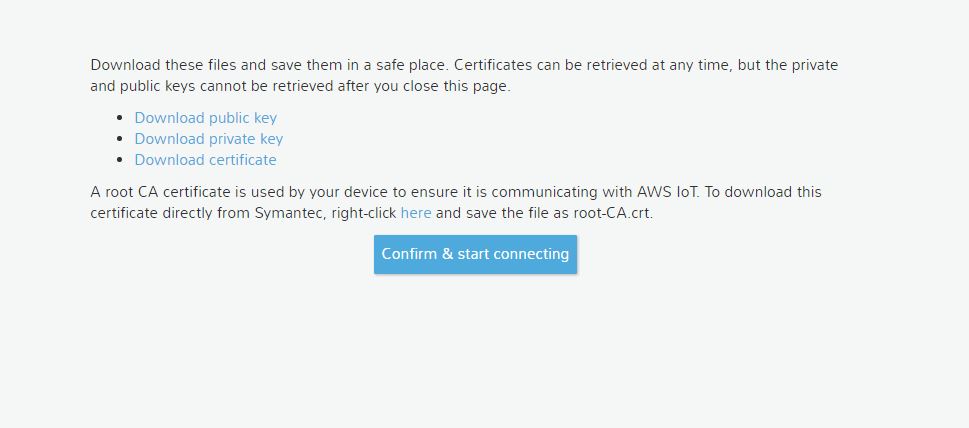 Download these files and save them in a safe place. Certificates can be retrieved at any time, but the private
and public keys cannot be retrieved after you close this page.
Download public key
Download private key
Download certificate
A root CA certificate is used by your device to ensure it is communicating with AWS IoT. To download this
certificate directly from Symantec, right-click here and save the file as root-CA.crt.
Confirm & start connecting